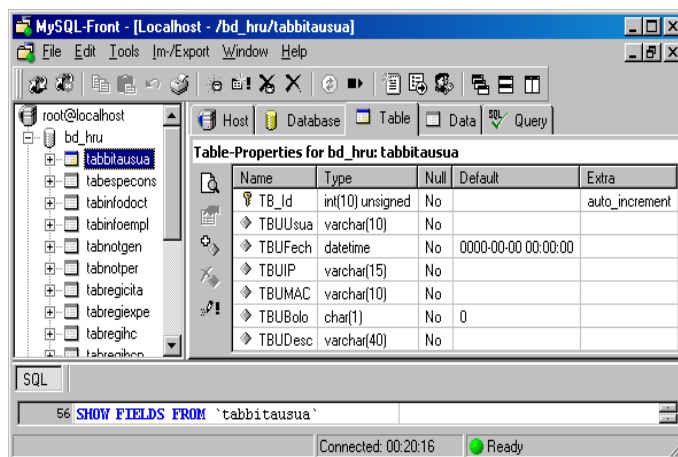 MySQL-Front - [Localhost - /bd_hru/tabbitausua]
File Edit Tools Im-/Export Window Help
root@localhost
bd_hru
tabbitausua
tabespecons
tabinfodoct
tabinfoempl
tabnotgen
tabnotper
tabregicita
tabregiexpe
tabregihc
tabregihcp
Host Database Table Data SQL Query
Table-Properties for bd_hru: tabbitausua
Name Type Null Default Extra
TB_Id int(10) unsigned No auto_increment
TBUUsua varchar(10) No
TBUFech datetime No 0000-00-00 00:00:00
TBUIP varchar(15) No
TBUMAC varchar(10) No
TBUBolo char(1) No 0
TBUDesc varchar(40) No
SQL
56 SHOW FIELDS FROM `tabbitausua`
Connected: 00:20:16 Ready